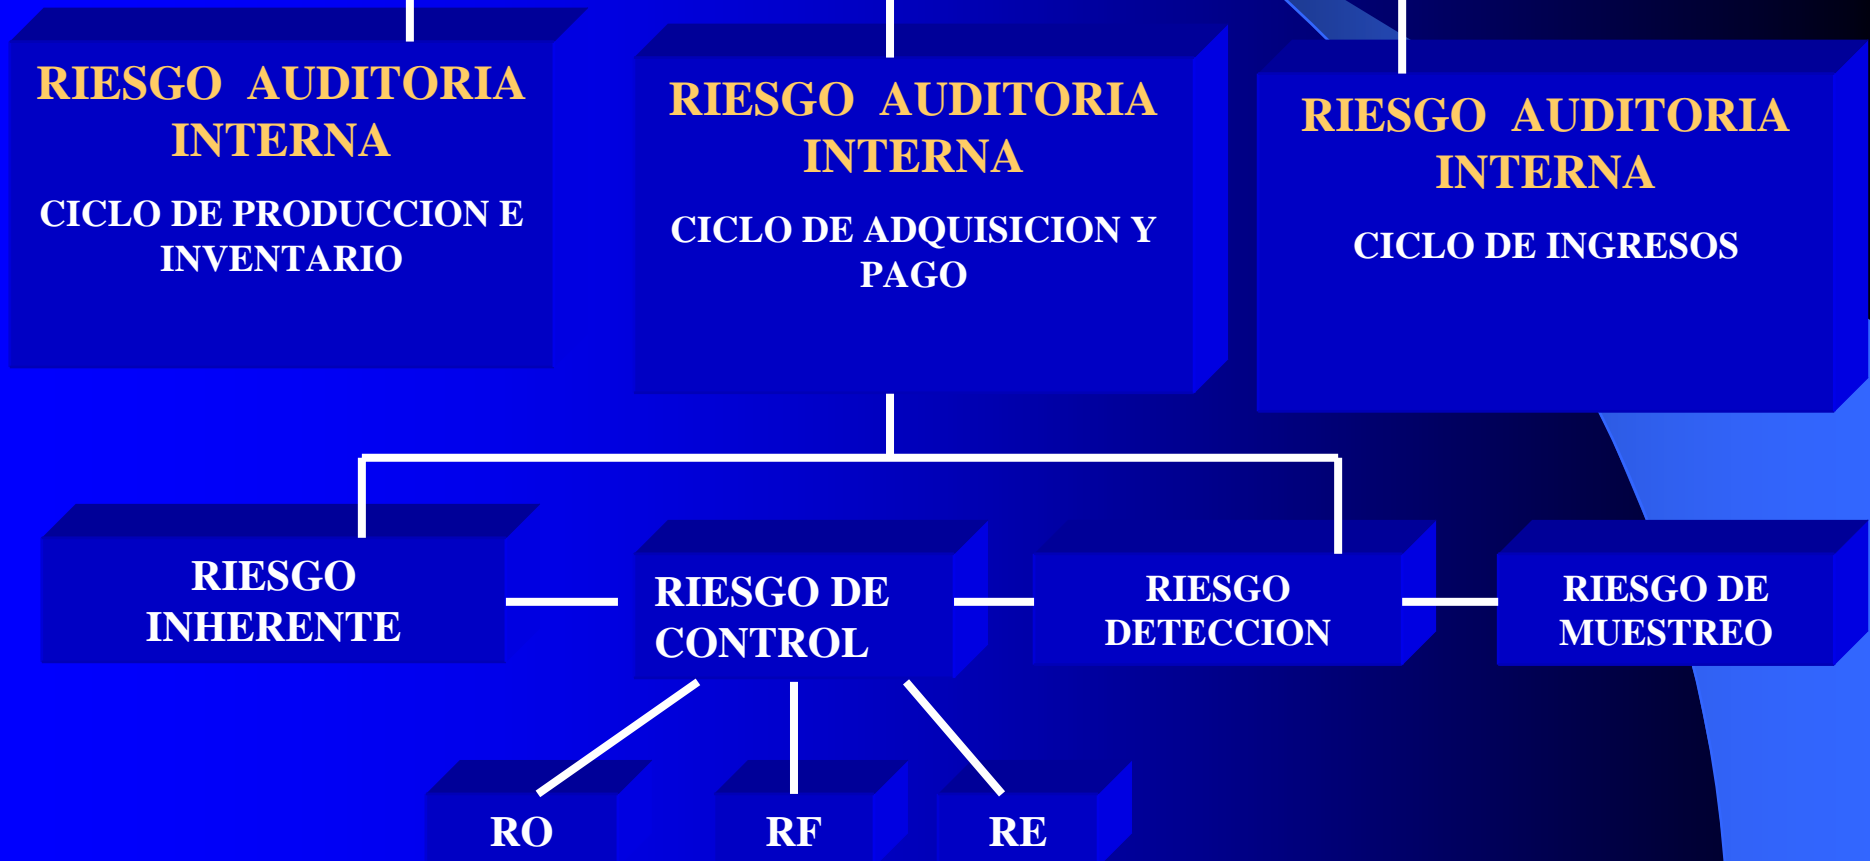 RIESGO AUDITORIA
INTERNA
CICLO DE PRODUCCION E
INVENTARIO
RIESGO AUDITORIA
INTERNA
CICLO DE ADQUISICION Y
PAGO
RIESGO AUDITORIA
INTERNA
CICLO DE INGRESOS
RIESGO
INHERENTE
RIESGO DE
CONTROL
RIESGO
DETECCION
RIESGO DE
MUESTREO
RO
RF
RE